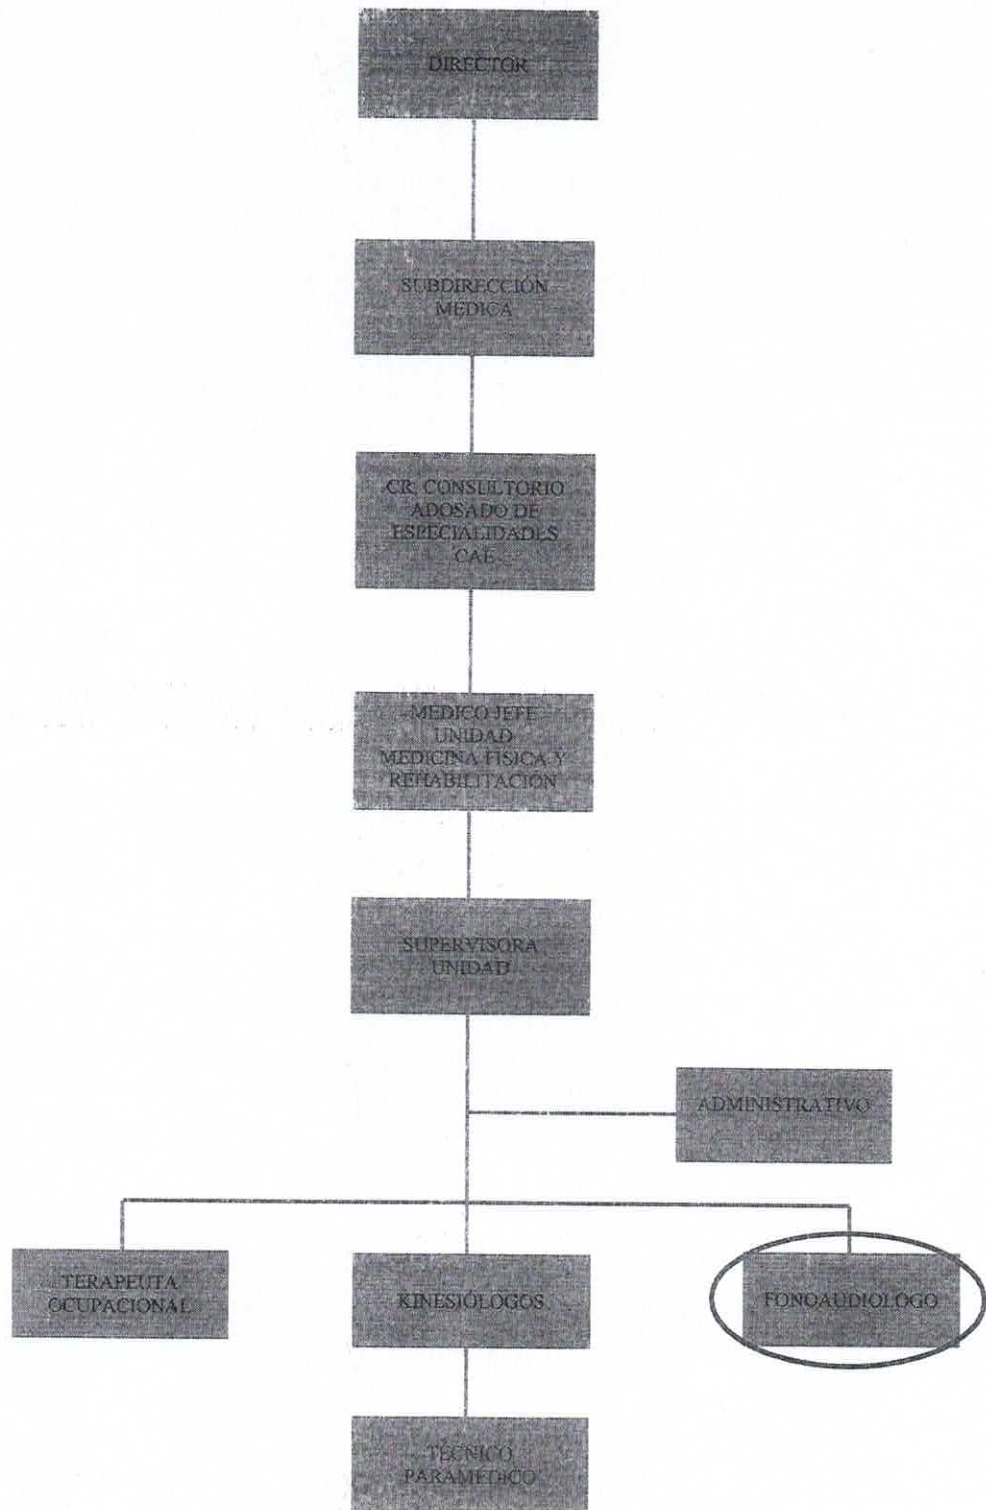 DIRECTOR
SUBDIRECCIÓN
MEDICA
CR. CONSULTORIO
ADOSADO DE
ESPECIALIDADES
CAE
MEDICO JEFE
UNIDAD
MEDICINA FISICA Y
REHABILITACIÓN
SUPERVISORA
UNIDAD
ADMINISTRATIVO
TERAPEUTA
OCUPACIONAL
KINESIÓLOGOS
FONOAUDIOLOGO
TÉCNICO
PARAMEDICO